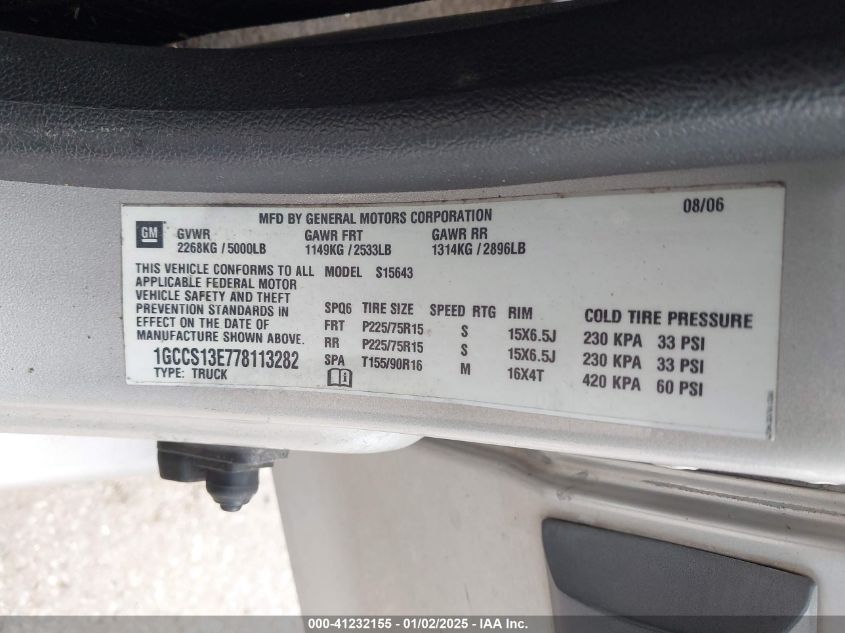 MFD BY GENERAL MOTORS CORPORATION 08/06
GM
GVWR GAWR FRT GAWR RR
2268KG / 5000LB 1149KG / 2533LB 1314KG / 2896LB
THIS VEHICLE CONFORMS TO ALL
APPLICABLE FEDERAL MOTOR
VEHICLE SAFETY AND THEFT
PREVENTION STANDARDS IN
EFFECT ON THE DATE OF
MANUFACTURE SHOWN ABOVE.
1GCCS13E778113282
TYPE: TRUCK
MODEL S15643
SPQ6 TIRE SIZE SPEED RTG RIM COLD TIRE PRESSURE
FRT P225/75R15 S 15X6.5J 230 KPA 33 PSI
RR P225/75R15 S 15X6.5J 230 KPA 33 PSI
SPA T155/90R16 M 16X4T 420 KPA 60 PSI
000-41232155 - 01/02/2025 - IAA Inc.